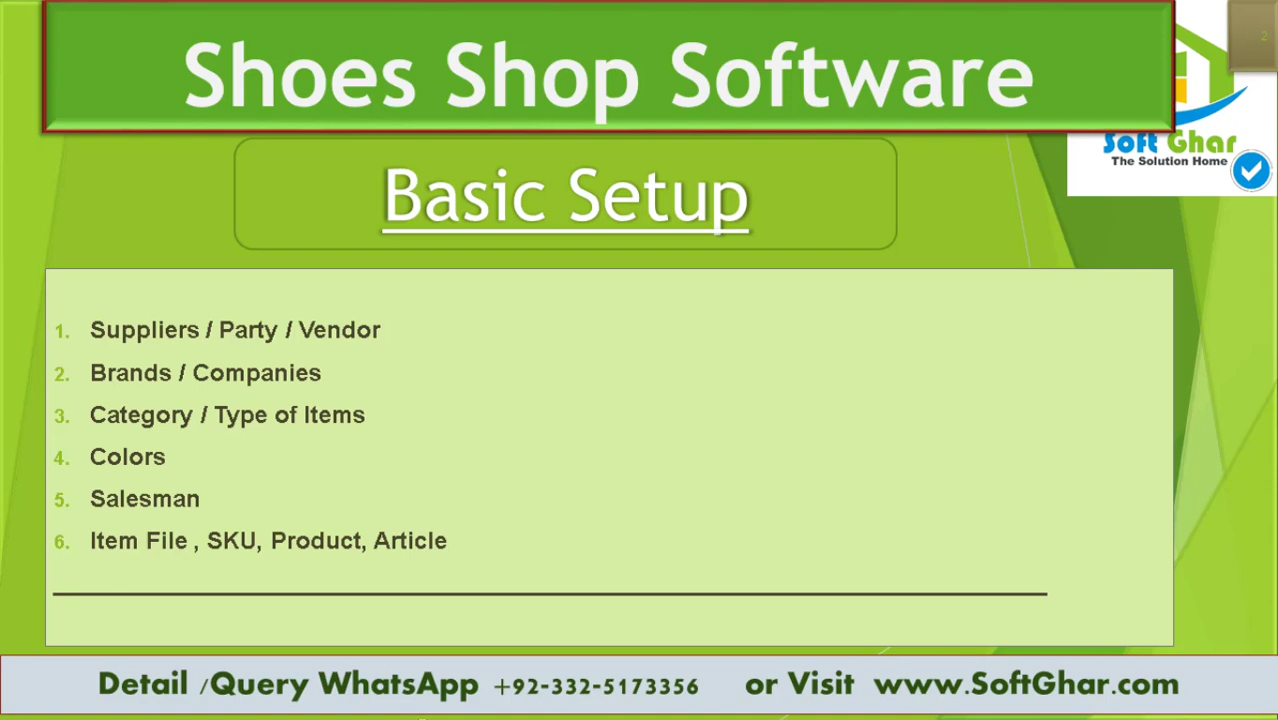 Shoes Shop Software
2
Soft Ghar
The Solution Home
Basic Setup
1. Suppliers / Party / Vendor
2. Brands / Companies
3. Category / Type of Items
4. Colors
5. Salesman
6. Item File , SKU, Product, Article
Detail /Query WhatsApp +92-332-5173356 or Visit www.SoftGhar.com